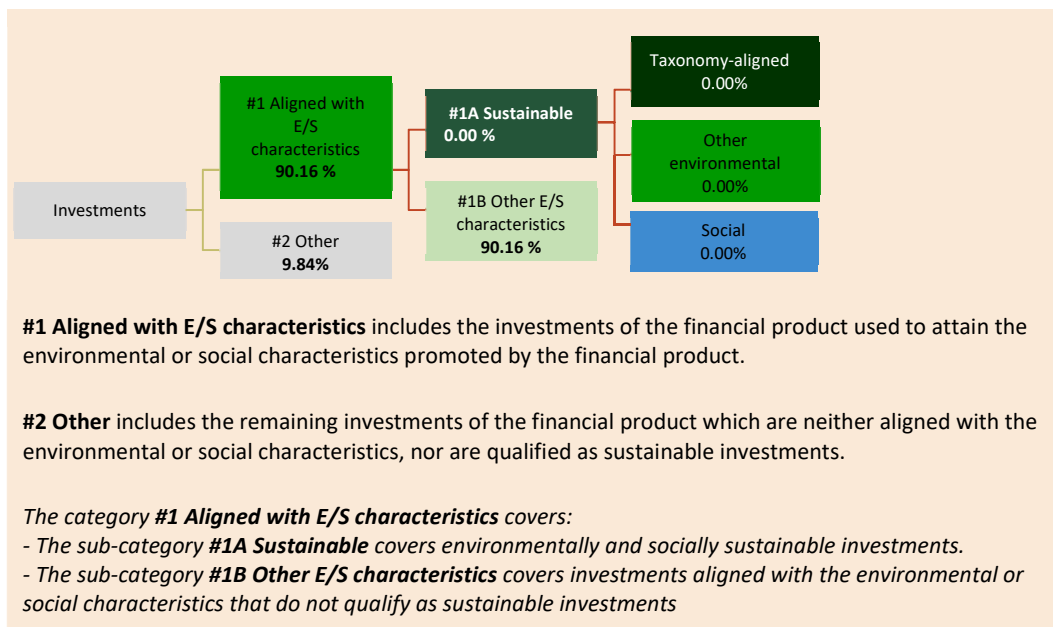 Investments
#1 Aligned with
E/S
characteristics
90.16 %
#2 Other
9.84%
#1A Sustainable
0.00 %
#1B Other E/S
characteristics
90.16 %
Taxonomy-aligned
0.00%
Other
environmental
0.00%
Social
0.00%
#1 Aligned with E/S characteristics includes the investments of the financial product used to attain the
environmental or social characteristics promoted by the financial product.
#2 Other includes the remaining investments of the financial product which are neither aligned with the
environmental or social characteristics, nor are qualified as sustainable investments.
The category #1 Aligned with E/S characteristics covers:
- The sub-category #1A Sustainable covers environmentally and socially sustainable investments.
- The sub-category #1B Other E/S characteristics covers investments aligned with the environmental or
social characteristics that do not qualify as sustainable investments